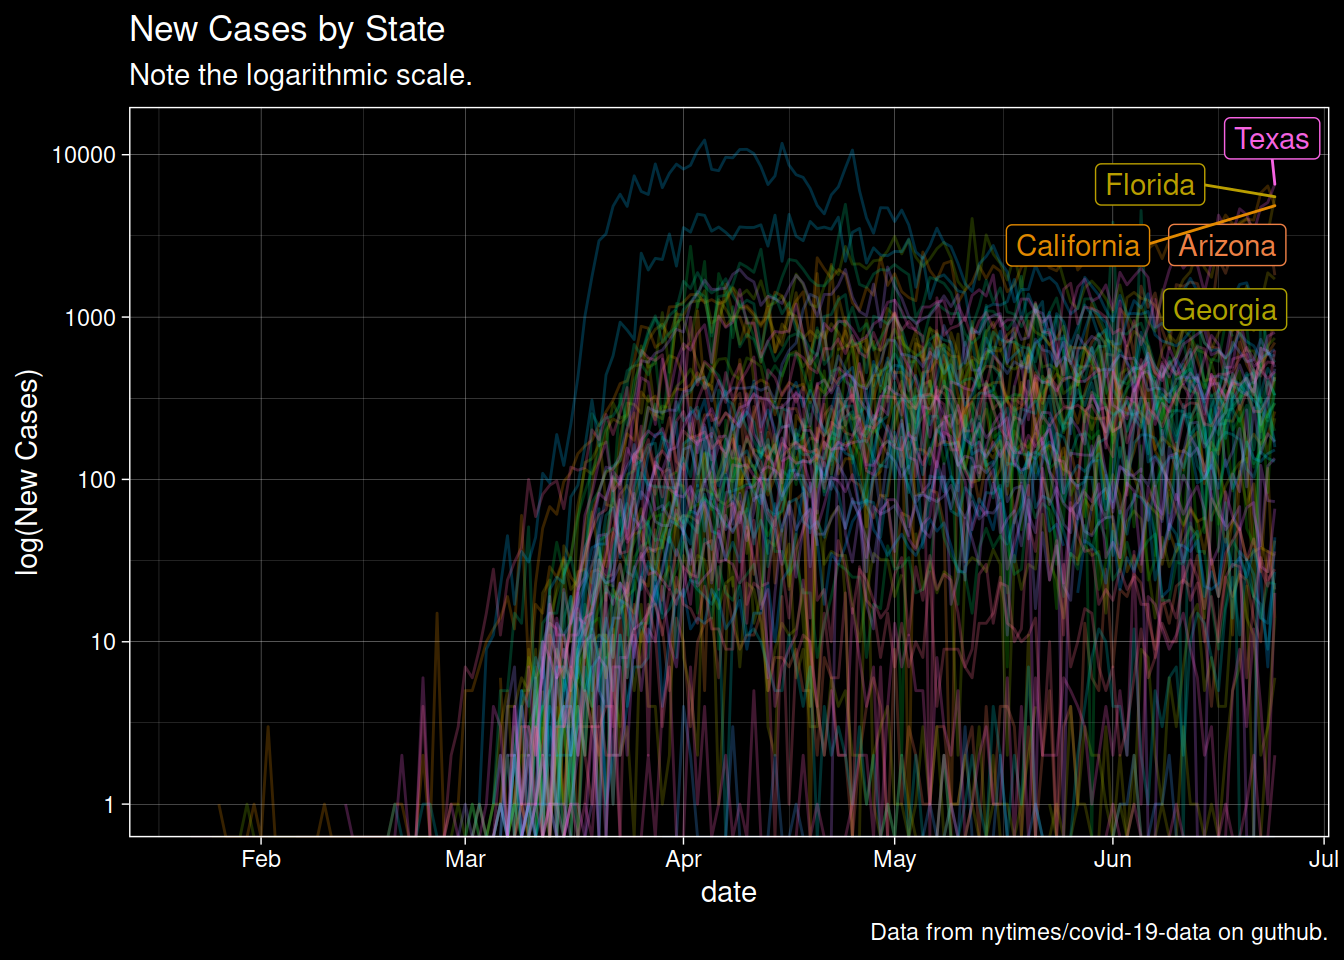 New Cases by State
Note the logarithmic scale.
log(New Cases)
10000
1000
100
10
1
Texas
Florida
California
Arizona
Georgia
Feb
Mar
Apr
May
Jun
Jul
date
Data from nytimes/covid-19-data on guthub.